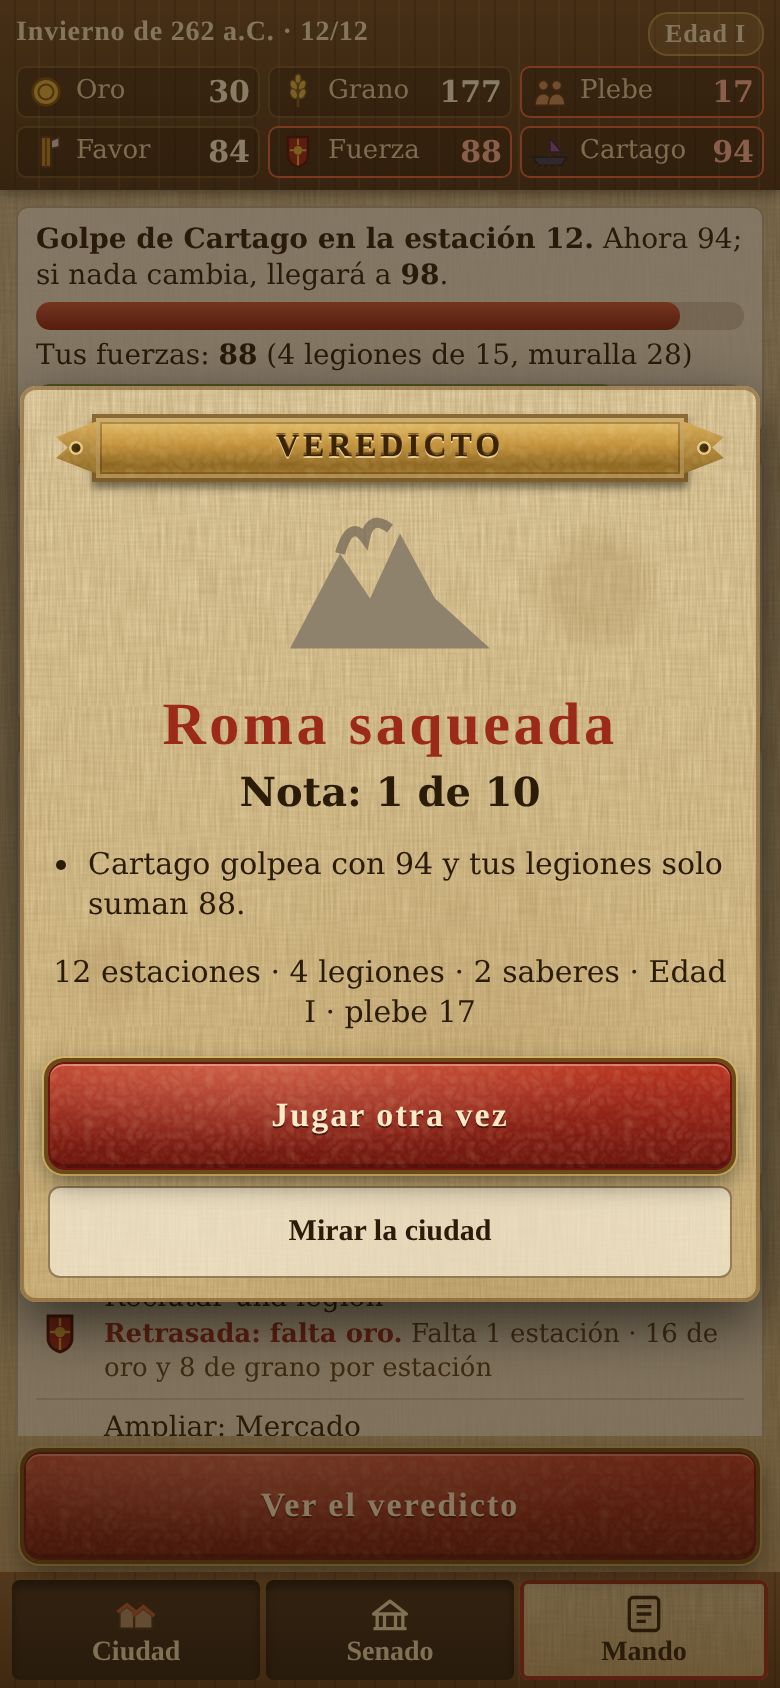 Invierno de 262 a.C. · 12/12
Edad I
Oro 30
Grano 177
Plebe 17
Favor 84
Fuerza 88
Cartago 94
Golpe de Cartago en la estación 12. Ahora 94;
si nada cambia, llegará a 98.
Tus fuerzas: 88 (4 legiones de 15, muralla 28)
VEREDICTO
Roma saqueada
Nota: 1 de 10
• Cartago golpea con 94 y tus legiones solo
suman 88.
12 estaciones · 4 legiones · 2 saberes · Edad
I · plebe 17
Jugar otra vez
Mirar la ciudad
Reclutar una legión
Retrasada: falta oro. Falta 1 estación · 16 de
oro y 8 de grano por estación
Ampliar: Mercado
Ver el veredicto
Ciudad
Senado
Mando